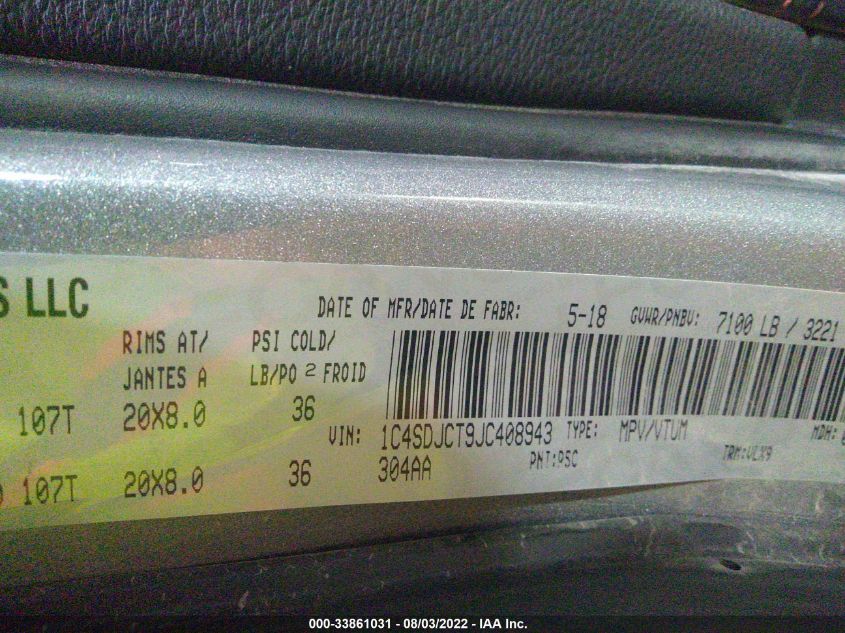 S LLC
DATE OF MFR/DATE DE FABR: 5-18 GVWR/PNBV: 7100 LB / 3221
RIMS AT/ PSI COLD/
JANTES A LB/PO 2 FROID
107T 20X8.0 36
VIN: 1C4SDJCT9JC408943 TYPE: MPV/VTUM MDH:
107T 20X8.0 36 304AA PNT: TRM:
000-33861031 - 08/03/2022 - IAA Inc.